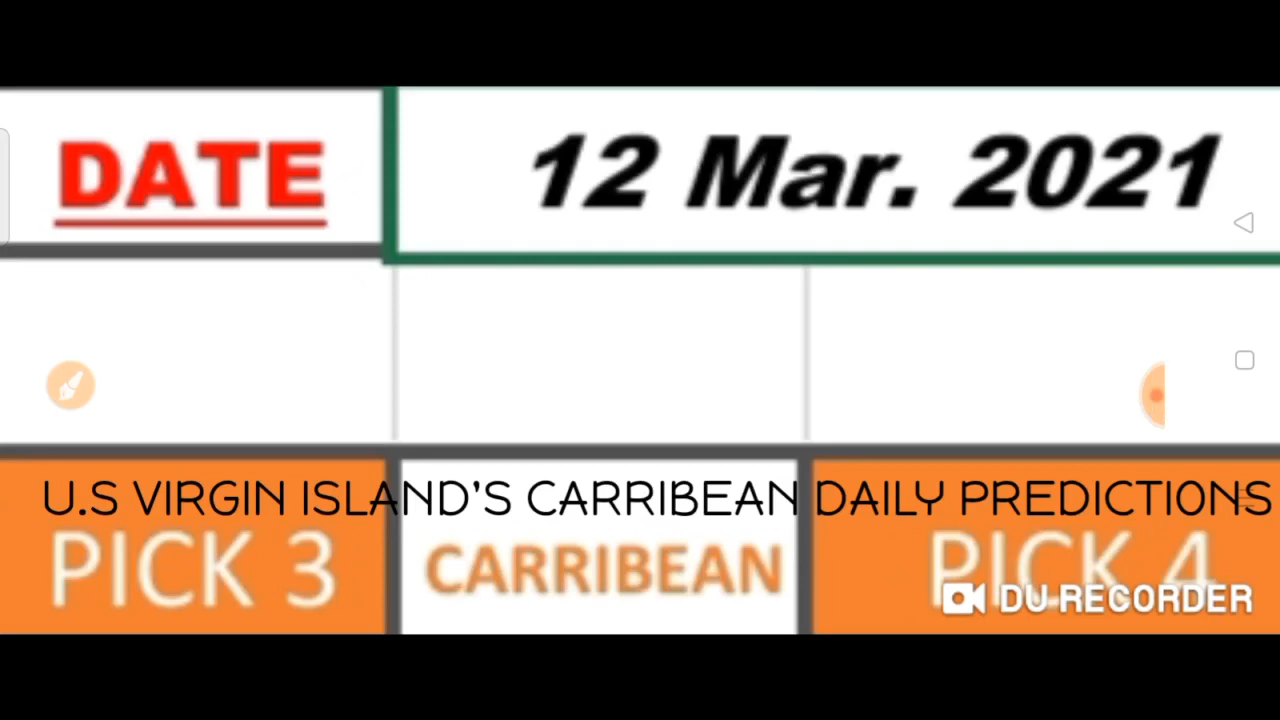 DATE 12 Mar. 2021
U.S VIRGIN ISLAND'S CARRIBEAN DAILY PREDICTIONS
PICK 3 CARRIBEAN PICK 4
DU RECORDER